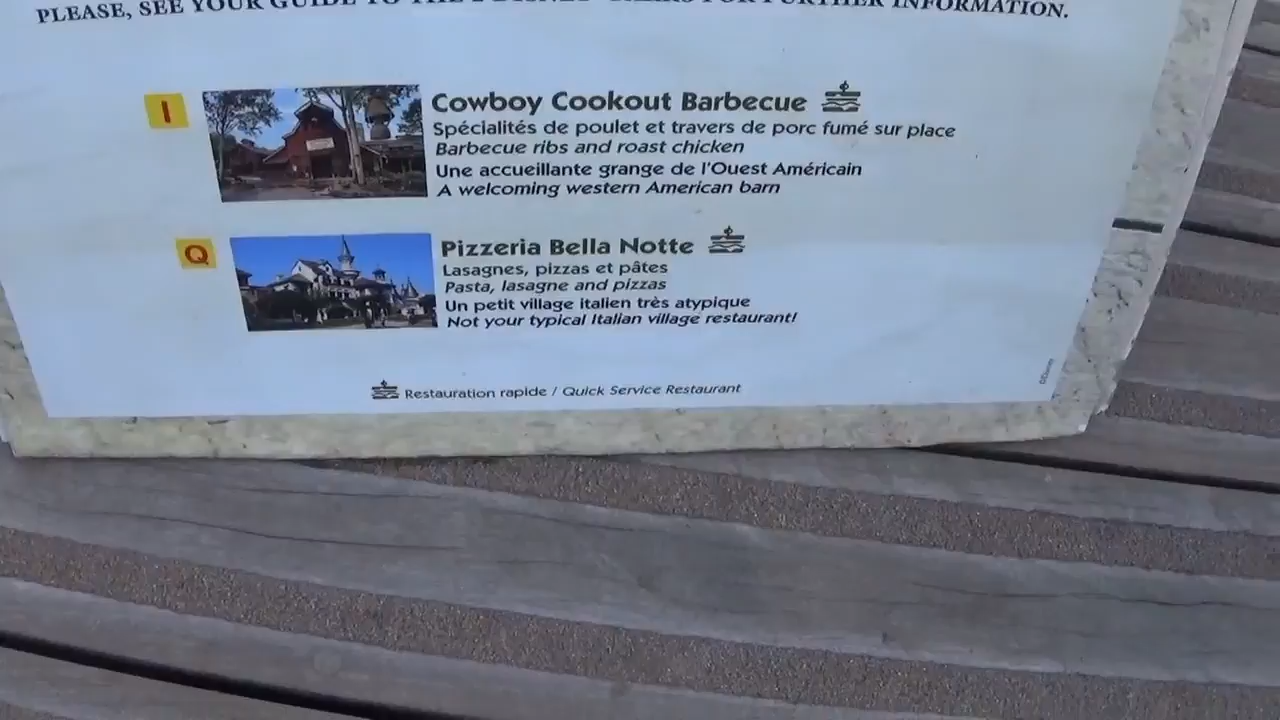 PLEASE, SEE YOUR GUIDE TO THE FURTHER INFORMATION.
I
Cowboy Cookout Barbecue
Spécialités de poulet et travers de porc fumé sur place
Barbecue ribs and roast chicken
Une accueillante grange de l'Ouest Américain
A welcoming western American barn
Q
Pizzeria Bella Notte
Lasagnes, pizzas et pâtes
Pasta, lasagne and pizzas
Un petit village italien très atypique
Not your typical Italian village restaurant!
Restauration rapide / Quick Service Restaurant
©Disney